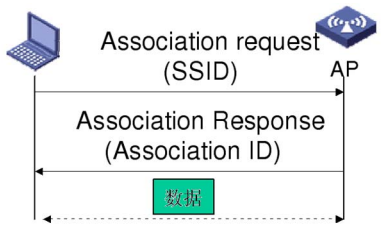 Association request
(SSID)
AP
Association Response
(Association ID)
数据